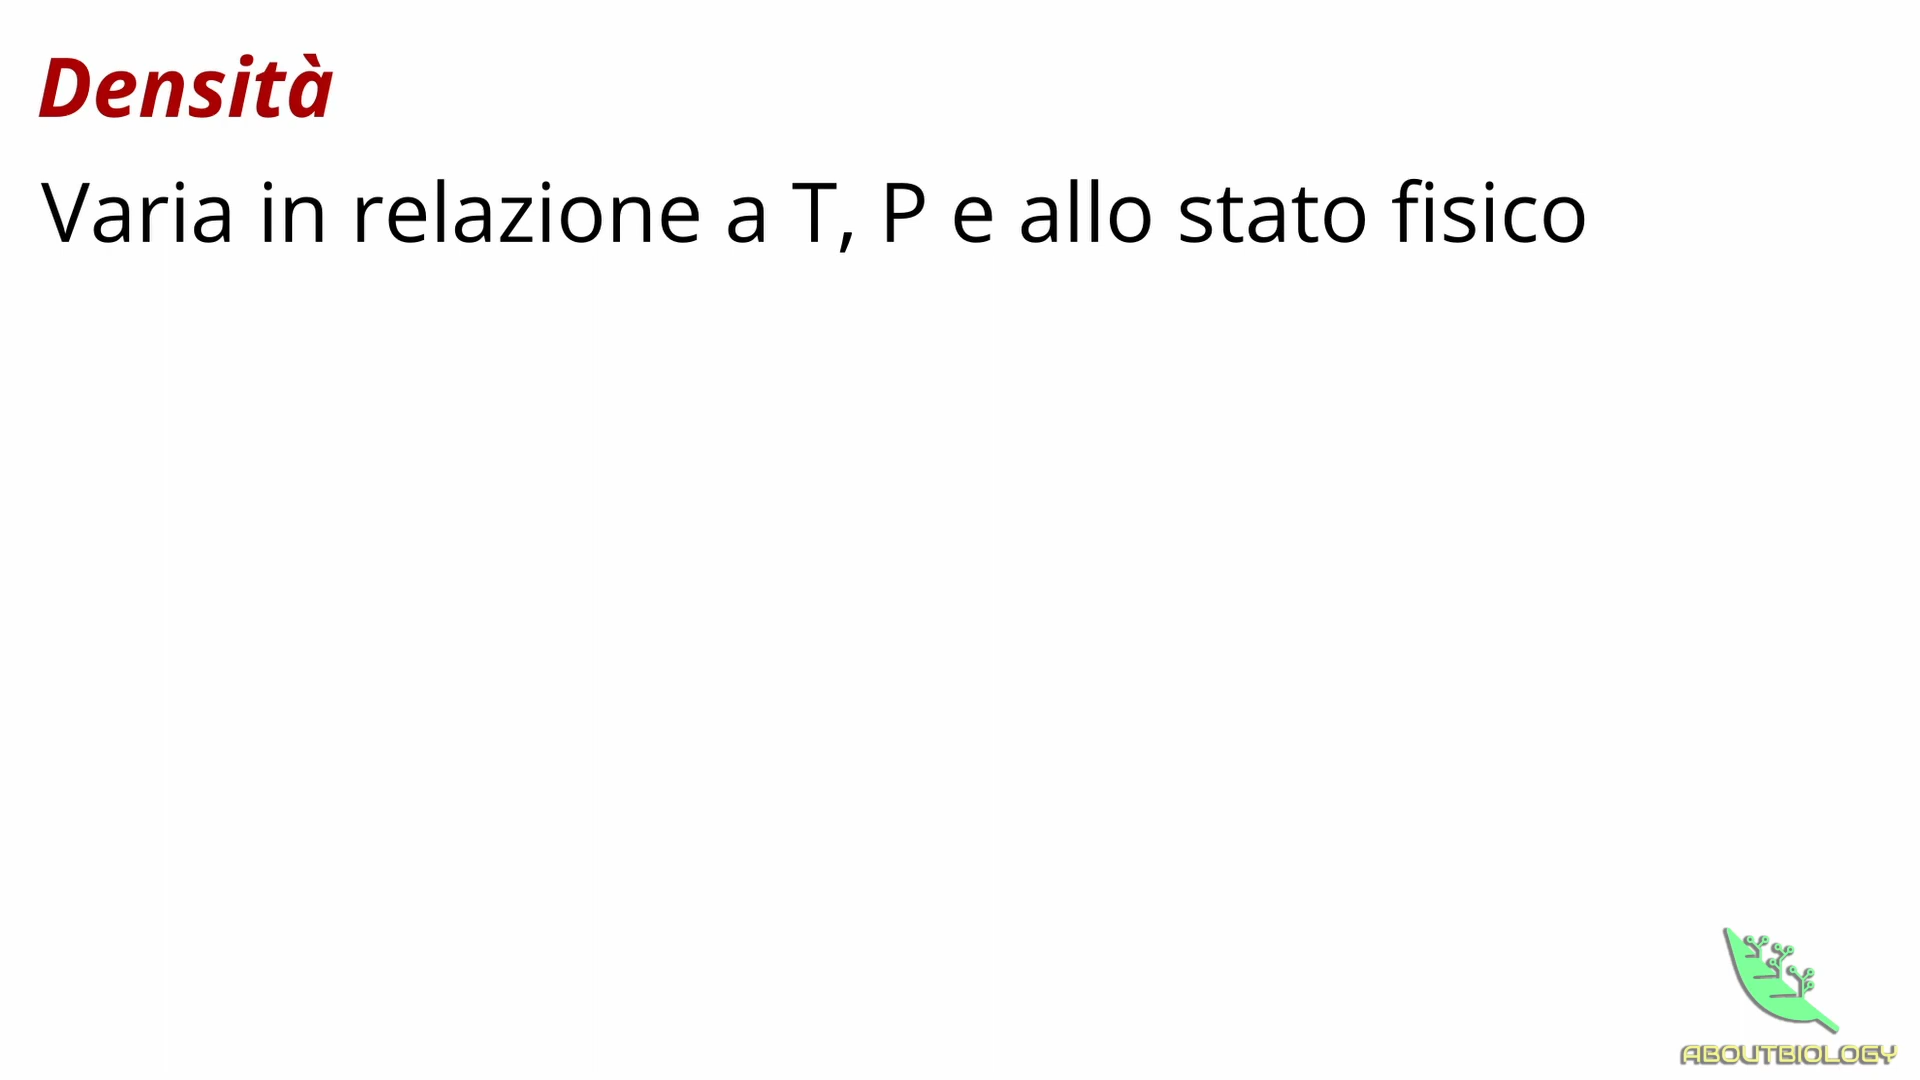 Densità
Varia in relazione a T, P e allo stato fisico
ABOUTBIOLOGY